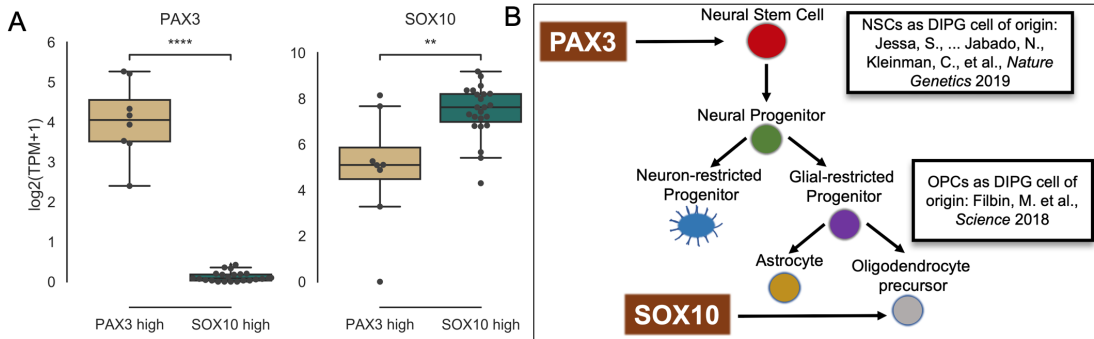 A
PAX3
****
log2(TPM+1)
6
5
4
3
2
1
0
PAX3 high
SOX10 high
SOX10
**
10
8
6
4
2
0
PAX3 high
SOX10 high
B
PAX3
Neural Stem Cell
NSCs as DIPG cell of origin:
Jessa, S., ... Jabado, N.,
Kleinman, C., et al., Nature
Genetics 2019
Neural Progenitor
Neuron-restricted
Progenitor
Glial-restricted
Progenitor
OPCs as DIPG cell of
origin: Filbin, M. et al.,
Science 2018
Astrocyte
Oligodendrocyte
precursor
SOX10